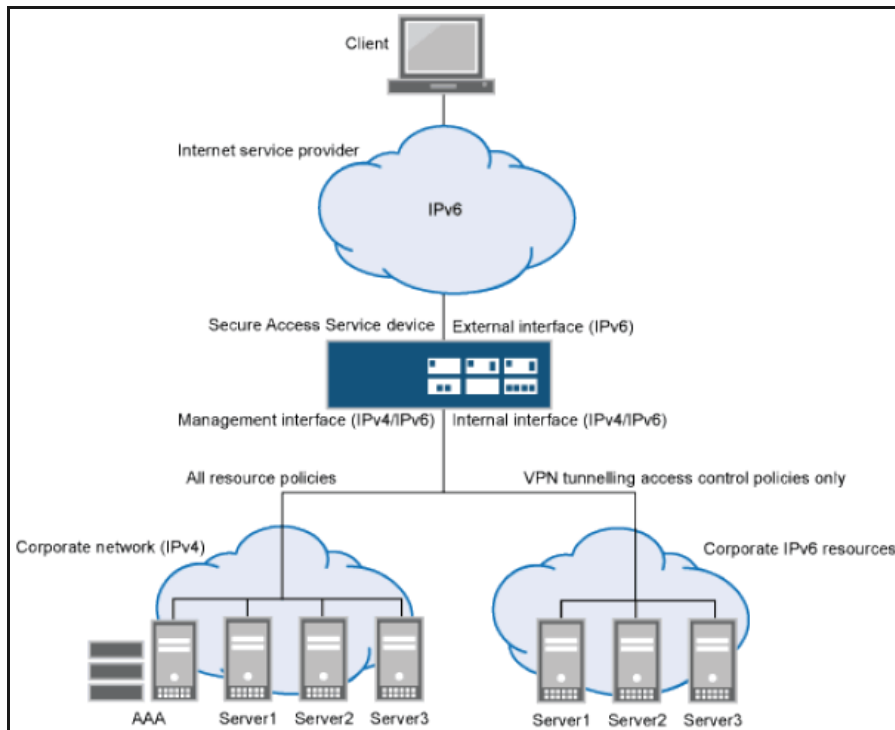 Client
Internet service provider
IPv6
Secure Access Service device
External interface (IPv6)
Management interface (IPv4/IPv6)
Internal interface (IPv4/IPv6)
All resource policies
VPN tunnelling access control policies only
Corporate network (IPv4)
Corporate IPv6 resources
AAA
Server1
Server2
Server3
Server1
Server2
Server3